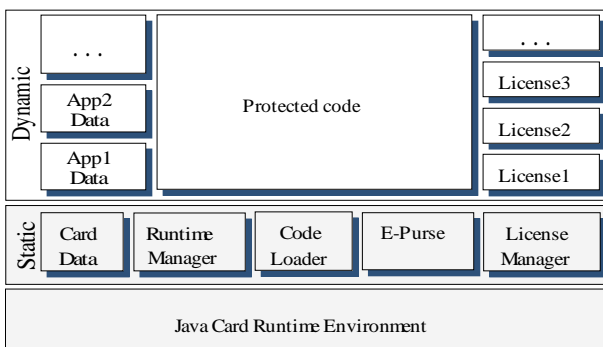 Dynamic
. . .
App2
Data
App1
Data
Protected code
. . .
License3
License2
License1
Static
Card
Data
Runtime
Manager
Code
Loader
E-Purse
License
Manager
Java Card Runtime Environment